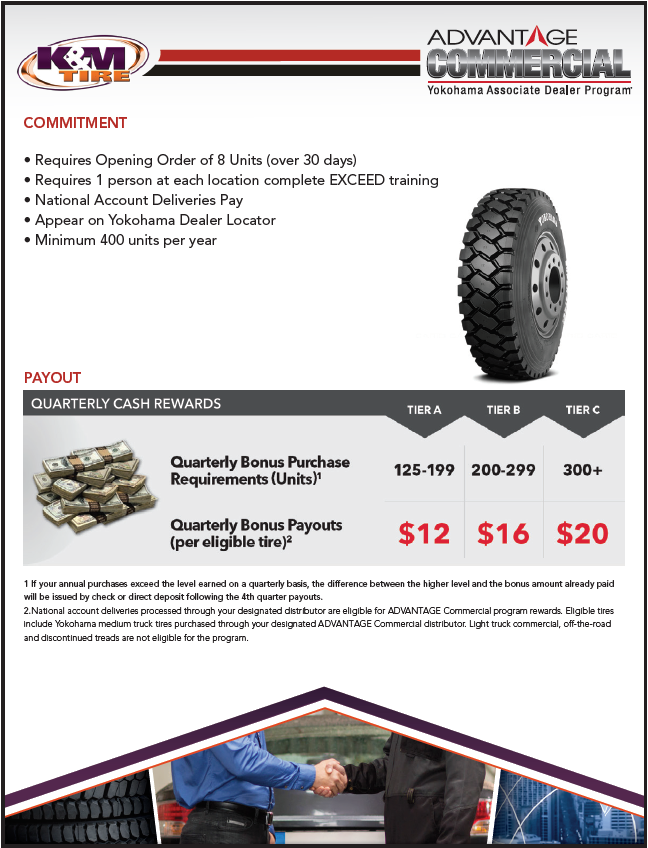 K&M
TIRE
ADVANTAGE
COMMERCIAL
Yokohama Associate Dealer Program
COMMITMENT
• Requires Opening Order of 8 Units (over 30 days)
• Requires 1 person at each location complete EXCEED training
• National Account Deliveries Pay
• Appear on Yokohama Dealer Locator
• Minimum 400 units per year
YOKOHAMA
PAYOUT
QUARTERLY CASH REWARDS
TIER A TIER B TIER C
Quarterly Bonus Purchase
Requirements (Units)¹
125-199 200-299 300+
Quarterly Bonus Payouts
(per eligible tire)²
$12 $16 $20
1 If your annual purchases exceed the level earned on a quarterly basis, the difference between the higher level and the bonus amount already paid
will be issued by check or direct deposit following the 4th quarter payouts.
2.National account deliveries processed through your designated distributor are eligible for ADVANTAGE Commercial program rewards. Eligible tires
include Yokohama medium truck tires purchased through your designated ADVANTAGE Commercial distributor. Light truck commercial, off-the-road
and discontinued treads are not eligible for the program.